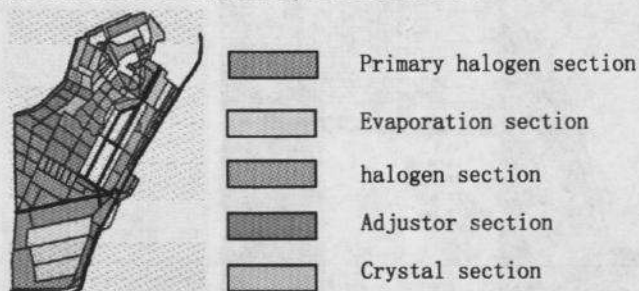 Primary halogen section
Evaporation section
halogen section
Adjustor section
Crystal section